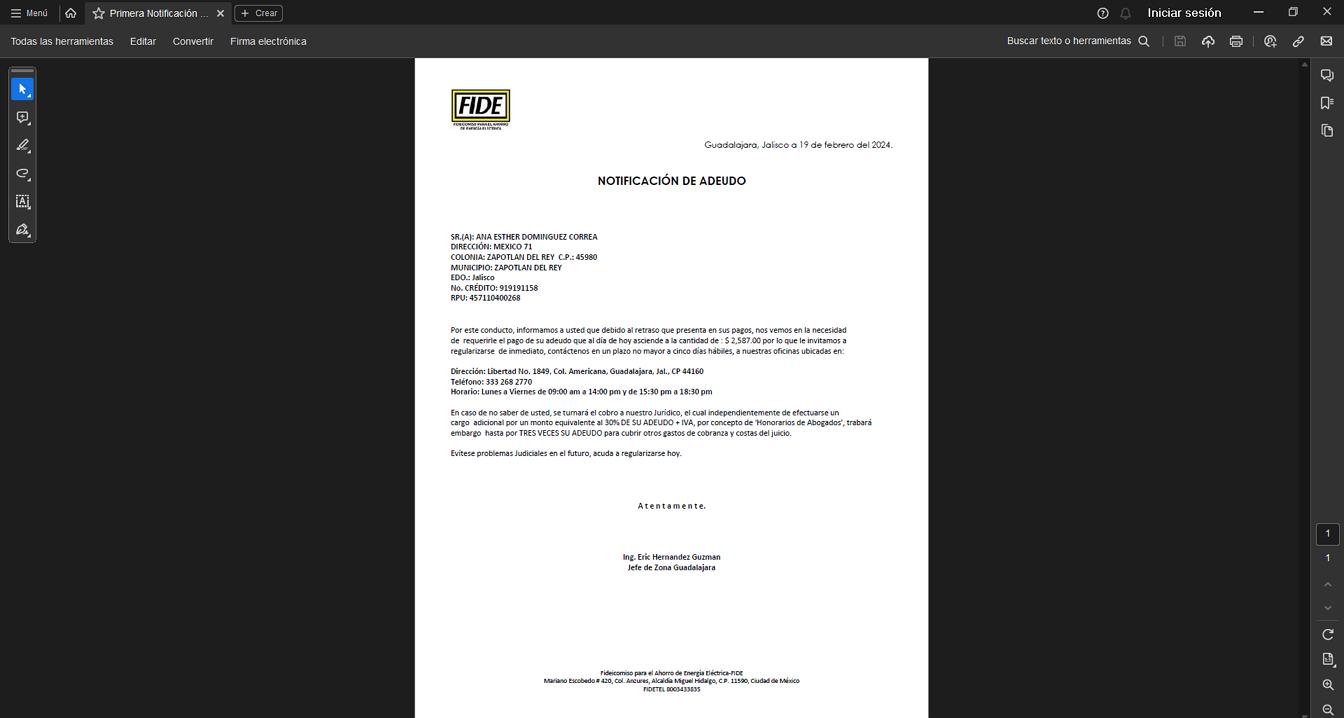 Menú
Primera Notificación ...
Crear
Iniciar sesión
Todas las herramientas
Editar
Convertir
Firma electrónica
Buscar texto o herramientas
FIDE
FIDEICOMISO PARA EL AHORRO
DE ENERGÍA ELÉCTRICA
Guadalajara, Jalisco a 19 de febrero del 2024.
NOTIFICACIÓN DE ADEUDO
SR.(A): ANA ESTHER DOMINGUEZ CORREA
DIRECCIÓN: MEXICO 71
COLONIA: ZAPOTLAN DEL REY C.P.: 45980
MUNICIPIO: ZAPOTLAN DEL REY
EDO.: Jalisco
No. CRÉDITO: 919191158
RPU: 457110400268
Por este conducto, informamos a usted que debido al retraso que presenta en sus pagos, nos vemos en la necesidad
de requerirle el pago de su adeudo que al día de hoy asciende a la cantidad de : $ 2,587.00 por lo que le invitamos a
regularizarse de inmediato, contáctenos en un plazo no mayor a cinco días hábiles, a nuestras oficinas ubicadas en:
Dirección: Libertad No. 1849, Col. Americana, Guadalajara, Jal., CP 44160
Teléfono: 333 268 2770
Horario: Lunes a Viernes de 09:00 am a 14:00 pm y de 15:30 pm a 18:30 pm
En caso de no saber de usted, se turnará el cobro a nuestro Jurídico, el cual independientemente de efectuarse un
cargo adicional por un monto equivalente al 30% DE SU ADEUDO + IVA, por concepto de 'Honorarios de Abogados', trabará
embargo hasta por TRES VECES SU ADEUDO para cubrir otros gastos de cobranza y costas del juicio.
Evítese problemas Judiciales en el futuro, acuda a regularizarse hoy.
A t e n t a m e n t e.
Ing. Eric Hernandez Guzman
Jefe de Zona Guadalajara
Fideicomiso para el Ahorro de Energía Eléctrica-FIDE
Mariano Escobedo # 420, Col. Anzures, Alcaldía Miguel Hidalgo, C.P. 11590, Ciudad de México
FIDETEL 8003433835
1
1